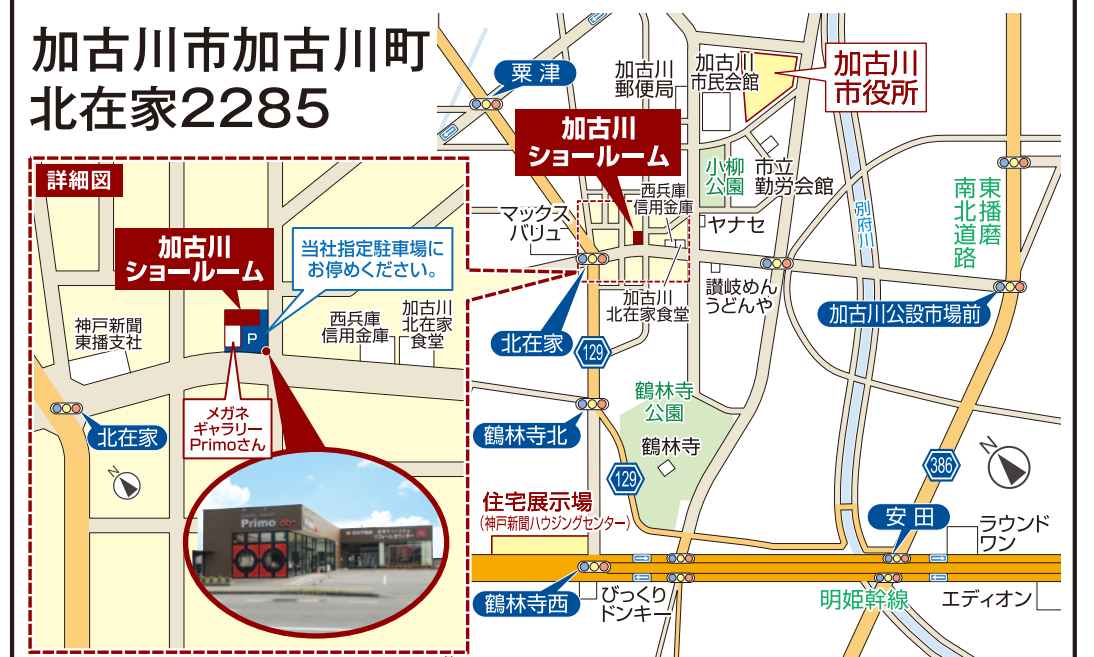 加古川市加古川町
北在家2285
詳細図
加古川
ショールーム
当社指定駐車場に
お停めください。
神戸新聞
東播支社
P
西兵庫
信用金庫
加古川
北在家
食堂
メガネ
ギャラリー
Primoさん
北在家
N
Primo
粟津
加古川
郵便局
加古川
市民会館
加古川
市役所
加古川
ショールーム
小柳
公園
市立
勤労会館
西兵庫
信用金庫
マックス
バリュー
ヤナセ
別府川
東播磨
南北道路
讃岐めん
うどんや
加古川
北在家食堂
加古川公設市場前
北在家
129
鶴林寺
公園
鶴林寺北
鶴林寺
129
386
N
住宅展示場
(神戸新聞ハウジングセンター)
安田
ラウンド
ワン
鶴林寺西
びっくり
ドンキー
明姫幹線
エディオン